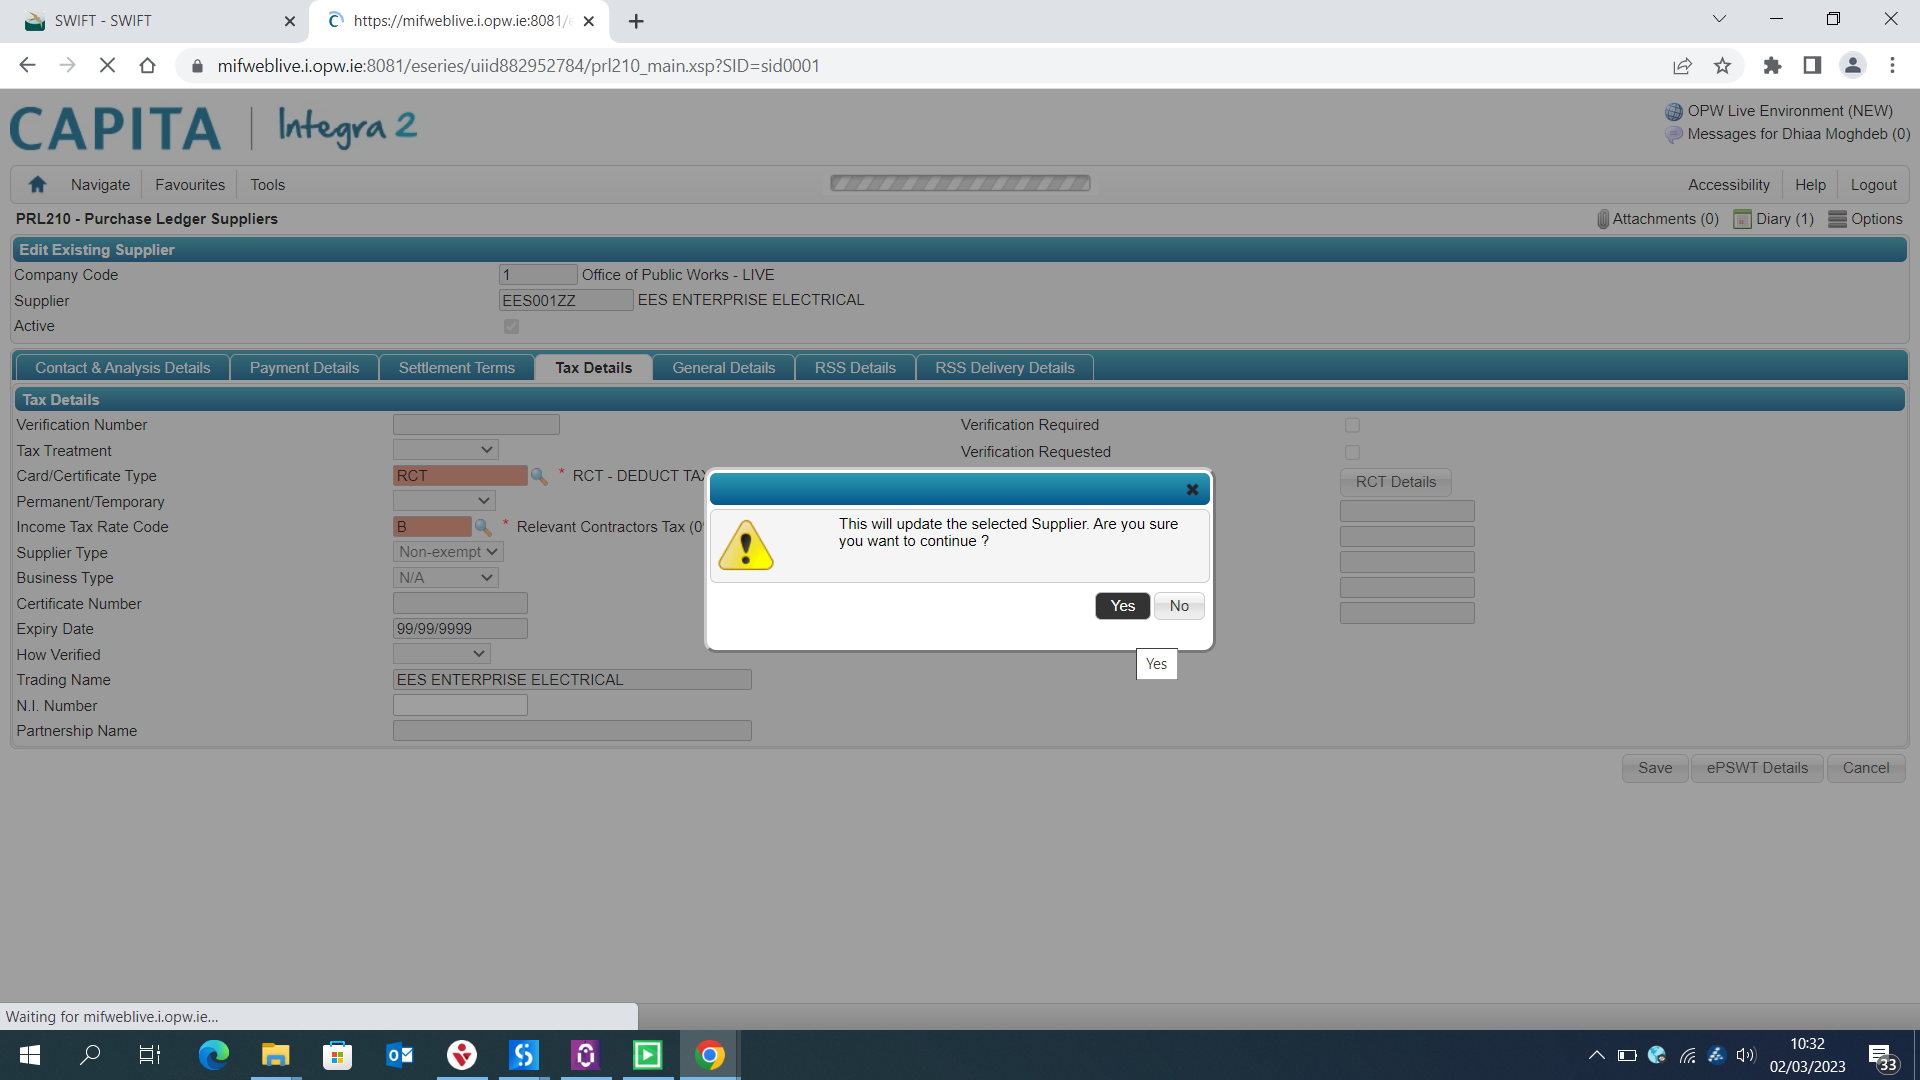 SWIFT - SWIFT
https://mifweblive.i.opw.ie:8081/
mifweblive.i.opw.ie:8081/eseries/uiid882952784/prl210_main.xsp?SID=sid0001
CAPITA
Integra 2
OPW Live Environment (NEW)
Messages for Dhiaa Moghdeb (0)
Navigate Favourites Tools
Accessibility Help Logout
PRL210 - Purchase Ledger Suppliers
Attachments (0) Diary (1) Options
Edit Existing Supplier
Company Code 1 Office of Public Works - LIVE
Supplier EES001ZZ EES ENTERPRISE ELECTRICAL
Active
Contact & Analysis Details Payment Details Settlement Terms Tax Details General Details RSS Details RSS Delivery Details
Tax Details
Verification Number Verification Required
Tax Treatment Verification Requested
Card/Certificate Type RCT * RCT - DEDUCT TAX
RCT Details
Permanent/Temporary
Income Tax Rate Code B * Relevant Contractors Tax (0
Supplier Type Non-exempt
Business Type N/A
Certificate Number
Expiry Date 99/99/9999
How Verified
Trading Name EES ENTERPRISE ELECTRICAL
N.I. Number
Partnership Name
This will update the selected Supplier. Are you sure
you want to continue ?
Yes No
Yes
Save ePSWT Details Cancel
Waiting for mifweblive.i.opw.ie...
10:32
02/03/2023
33